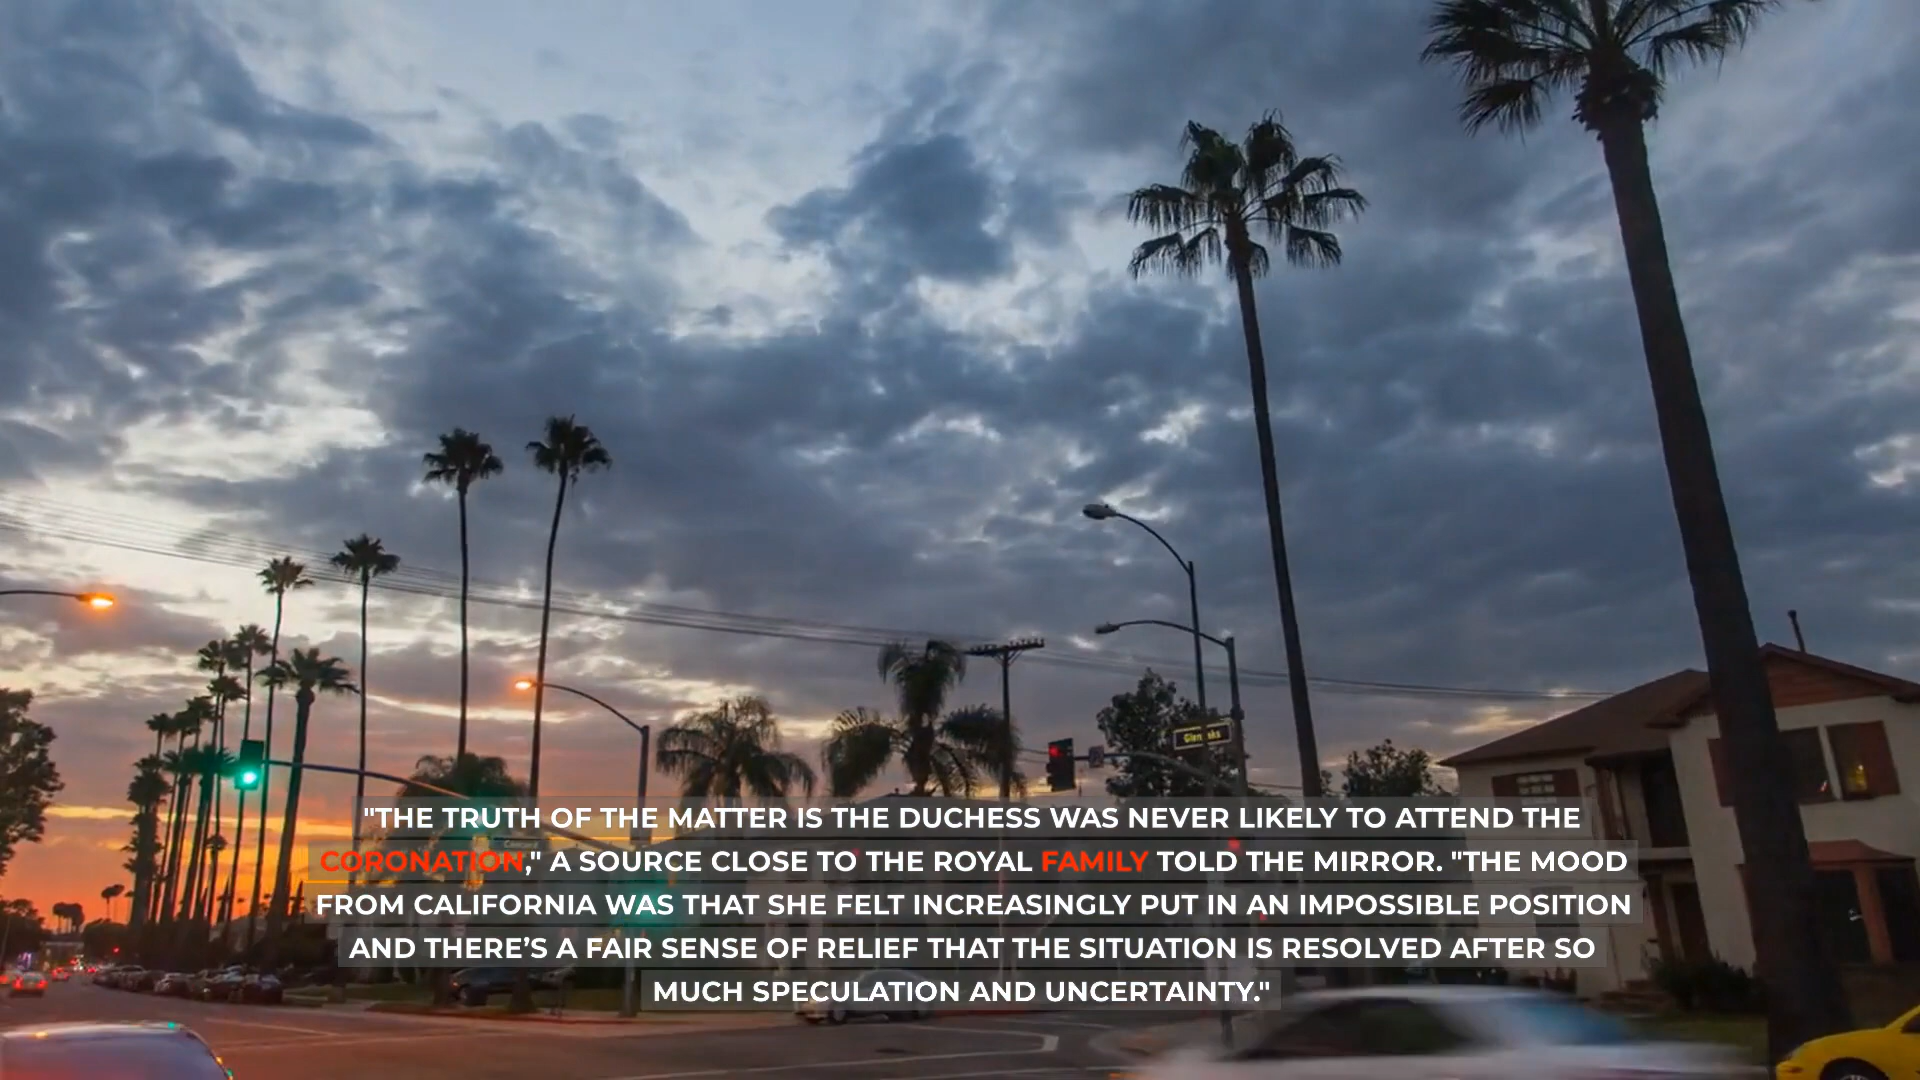 "THE TRUTH OF THE MATTER IS THE DUCHESS WAS NEVER LIKELY TO ATTEND THE
CORONATION," A SOURCE CLOSE TO THE ROYAL FAMILY TOLD THE MIRROR. "THE MOOD
FROM CALIFORNIA WAS THAT SHE FELT INCREASINGLY PUT IN AN IMPOSSIBLE POSITION
AND THERE’S A FAIR SENSE OF RELIEF THAT THE SITUATION IS RESOLVED AFTER SO
MUCH SPECULATION AND UNCERTAINTY."